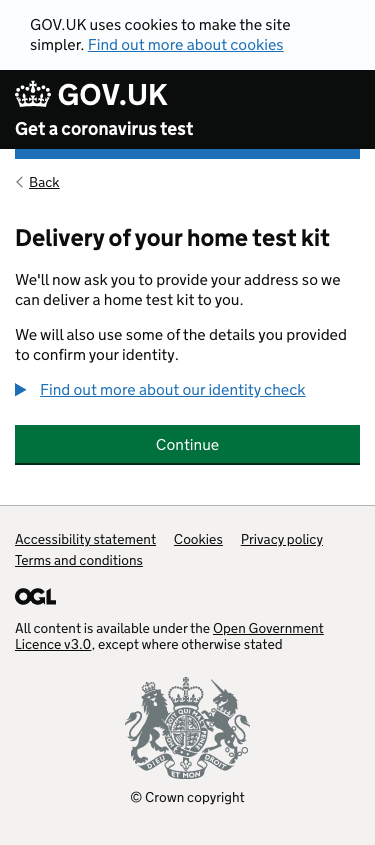 GOV.UK uses cookies to make the site
simpler. Find out more about cookies
GOV.UK
Get a coronavirus test
Back
Delivery of your home test kit
We'll now ask you to provide your address so we
can deliver a home test kit to you.
We will also use some of the details you provided
to confirm your identity.
Find out more about our identity check
Continue
Accessibility statement Cookies Privacy policy
Terms and conditions
OGL
All content is available under the Open Government
Licence v3.0, except where otherwise stated
DIEU ET MON DROIT
© Crown copyright